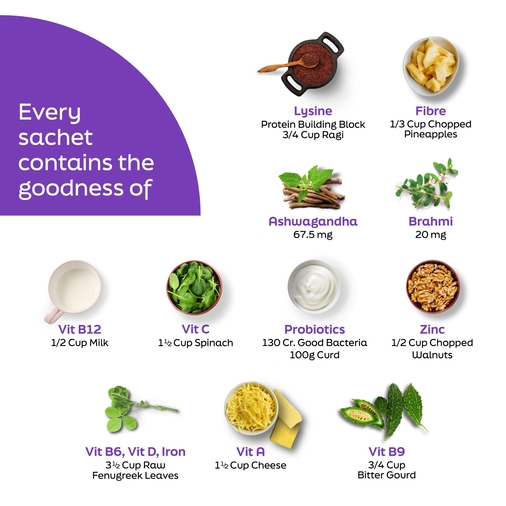 Every
sachet
contains the
goodness of
Lysine
Protein Building Block
3/4 Cup Ragi
Fibre
1/3 Cup Chopped
Pineapples
Ashwagandha
67.5 mg
Brahmi
20 mg
Vit B12
1/2 Cup Milk
Vit C
1½ Cup Spinach
Probiotics
130 Cr. Good Bacteria
100g Curd
Zinc
1/2 Cup Chopped
Walnuts
Vit B6, Vit D, Iron
3½ Cup Raw
Fenugreek Leaves
Vit A
1½ Cup Cheese
Vit B9
3/4 Cup
Bitter Gourd